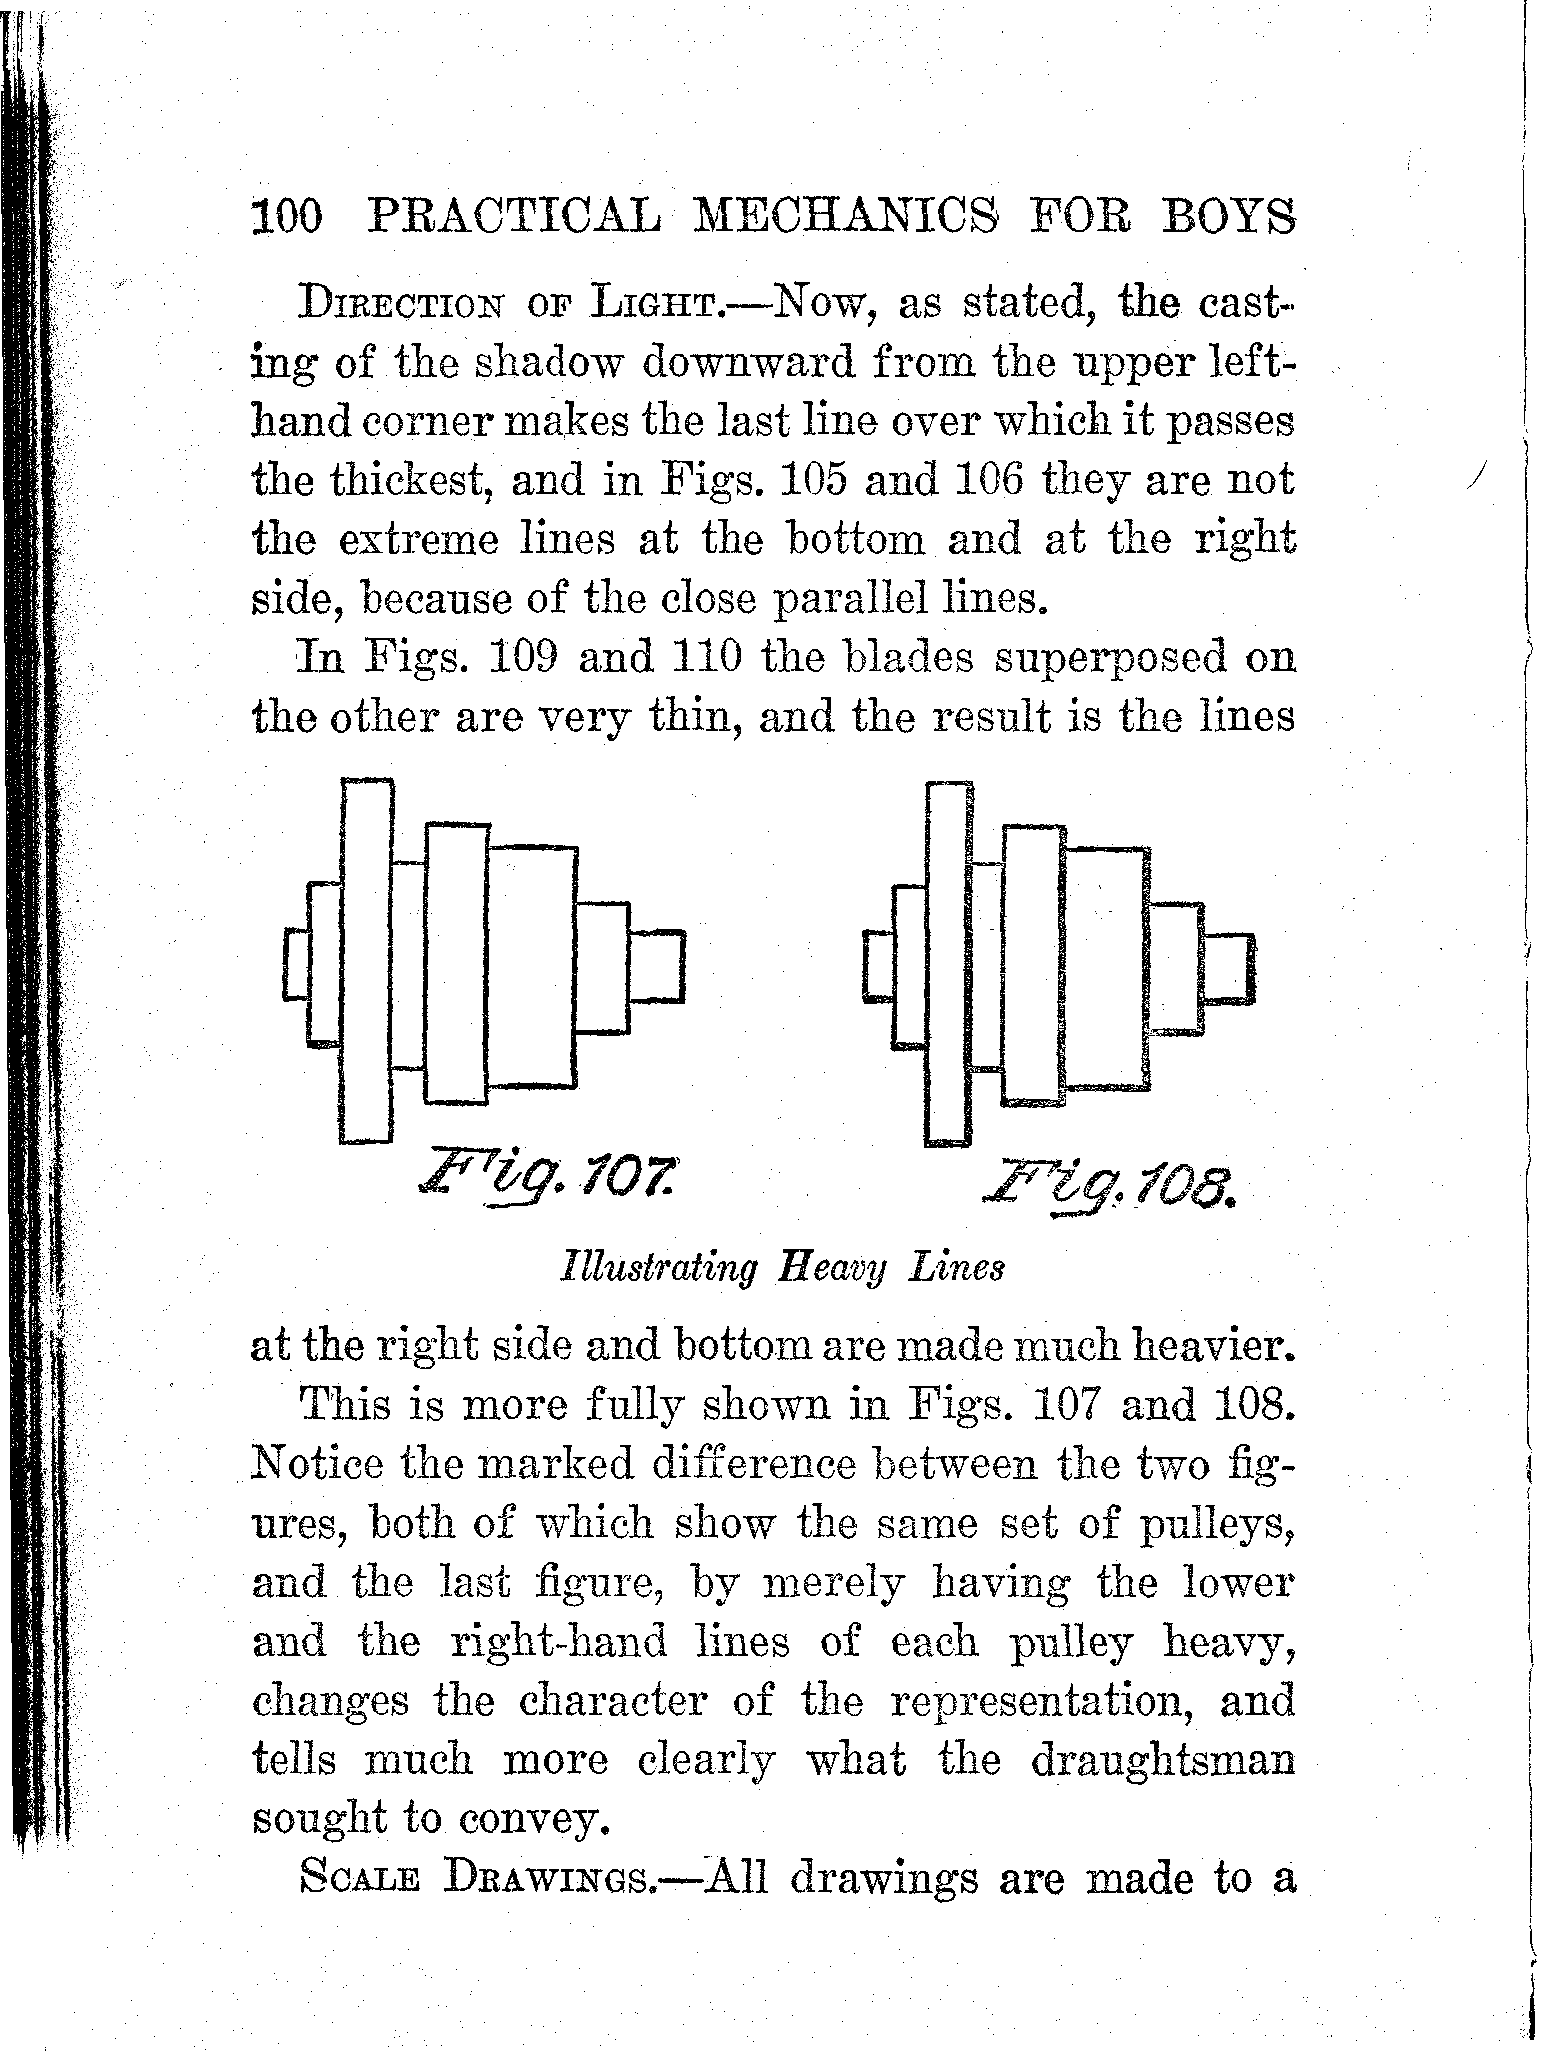 100 PRACTICAL MECHANICS FOR BOYS
DIRECTION OF LIGHT.—Now, as stated, the cast-
ing of the shadow downward from the upper left-
hand corner makes the last line over which it passes
the thickest, and in Figs. 105 and 106 they are not
the extreme lines at the bottom and at the right
side, because of the close parallel lines.
In Figs. 109 and 110 the blades superposed on
the other are very thin, and the result is the lines
Fig. 107.
Fig. 108.
Illustrating Heavy Lines
at the right side and bottom are made much heavier.
This is more fully shown in Figs. 107 and 108.
Notice the marked difference between the two fig-
ures, both of which show the same set of pulleys,
and the last figure, by merely having the lower
and the right-hand lines of each pulley heavy,
changes the character of the representation, and
tells much more clearly what the draughtsman
sought to convey.
SCALE DRAWINGS.—All drawings are made to a